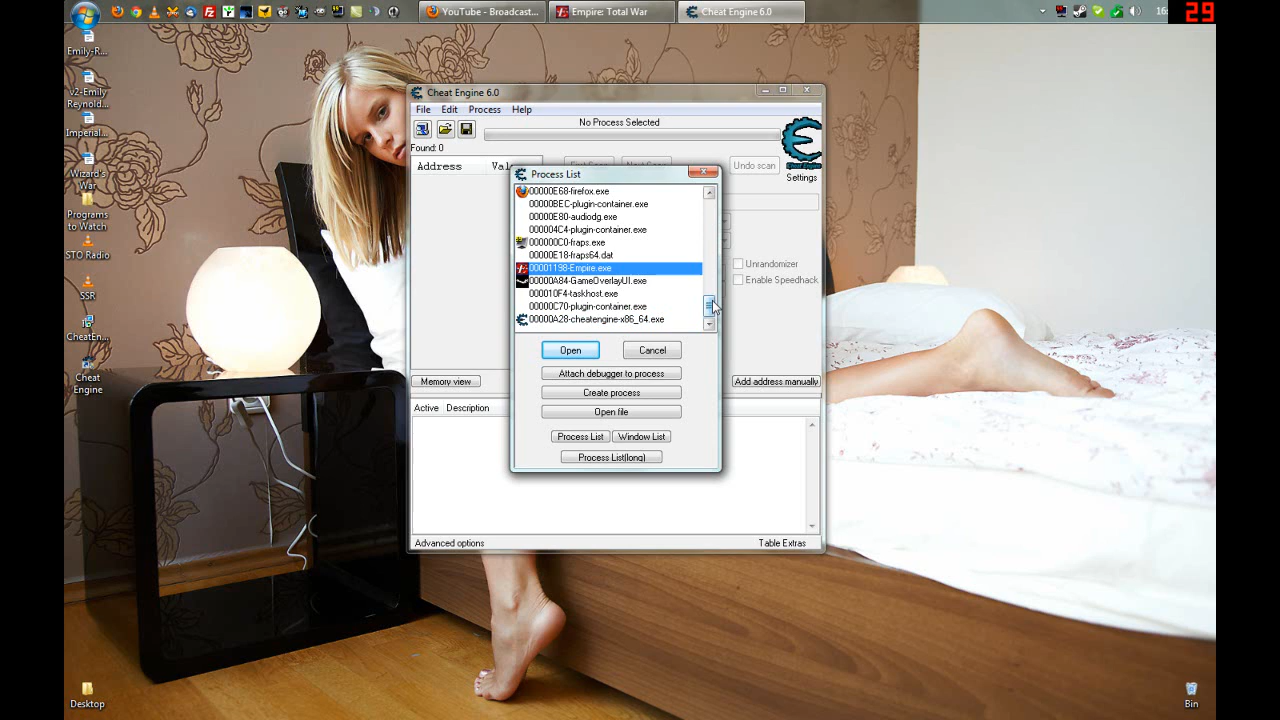 YouTube - Broadcast...
Empire: Total War
Cheat Engine 6.0
16:
29
Emily-R...
v2-Emily
Reynold...
Imperial...
Wizard's
War
Programs
to Watch
STO Radio
SSR
CheatEn...
Cheat
Engine
Desktop
Bin
Cheat Engine 6.0
File Edit Process Help
No Process Selected
Found: 0
Address
Undo scan
Settings
Unrandomizer
Enable Speedhack
Process List
00000E68-firefox.exe
00000BEC-plugin-container.exe
00000E80-audiodg.exe
000004C4-plugin-container.exe
000000C0-fraps.exe
00000E18-fraps64.dat
00001198-Empire.exe
00000A84-GameOverlayUI.exe
000010F4-taskhost.exe
00000C70-plugin-container.exe
00000A28-cheatengine-x86_64.exe
Open Cancel
Attach debugger to process
Create process
Open file
Process List Window List
Process List(long)
Memory view
Add address manually
Active Description
Advanced options
Table Extras